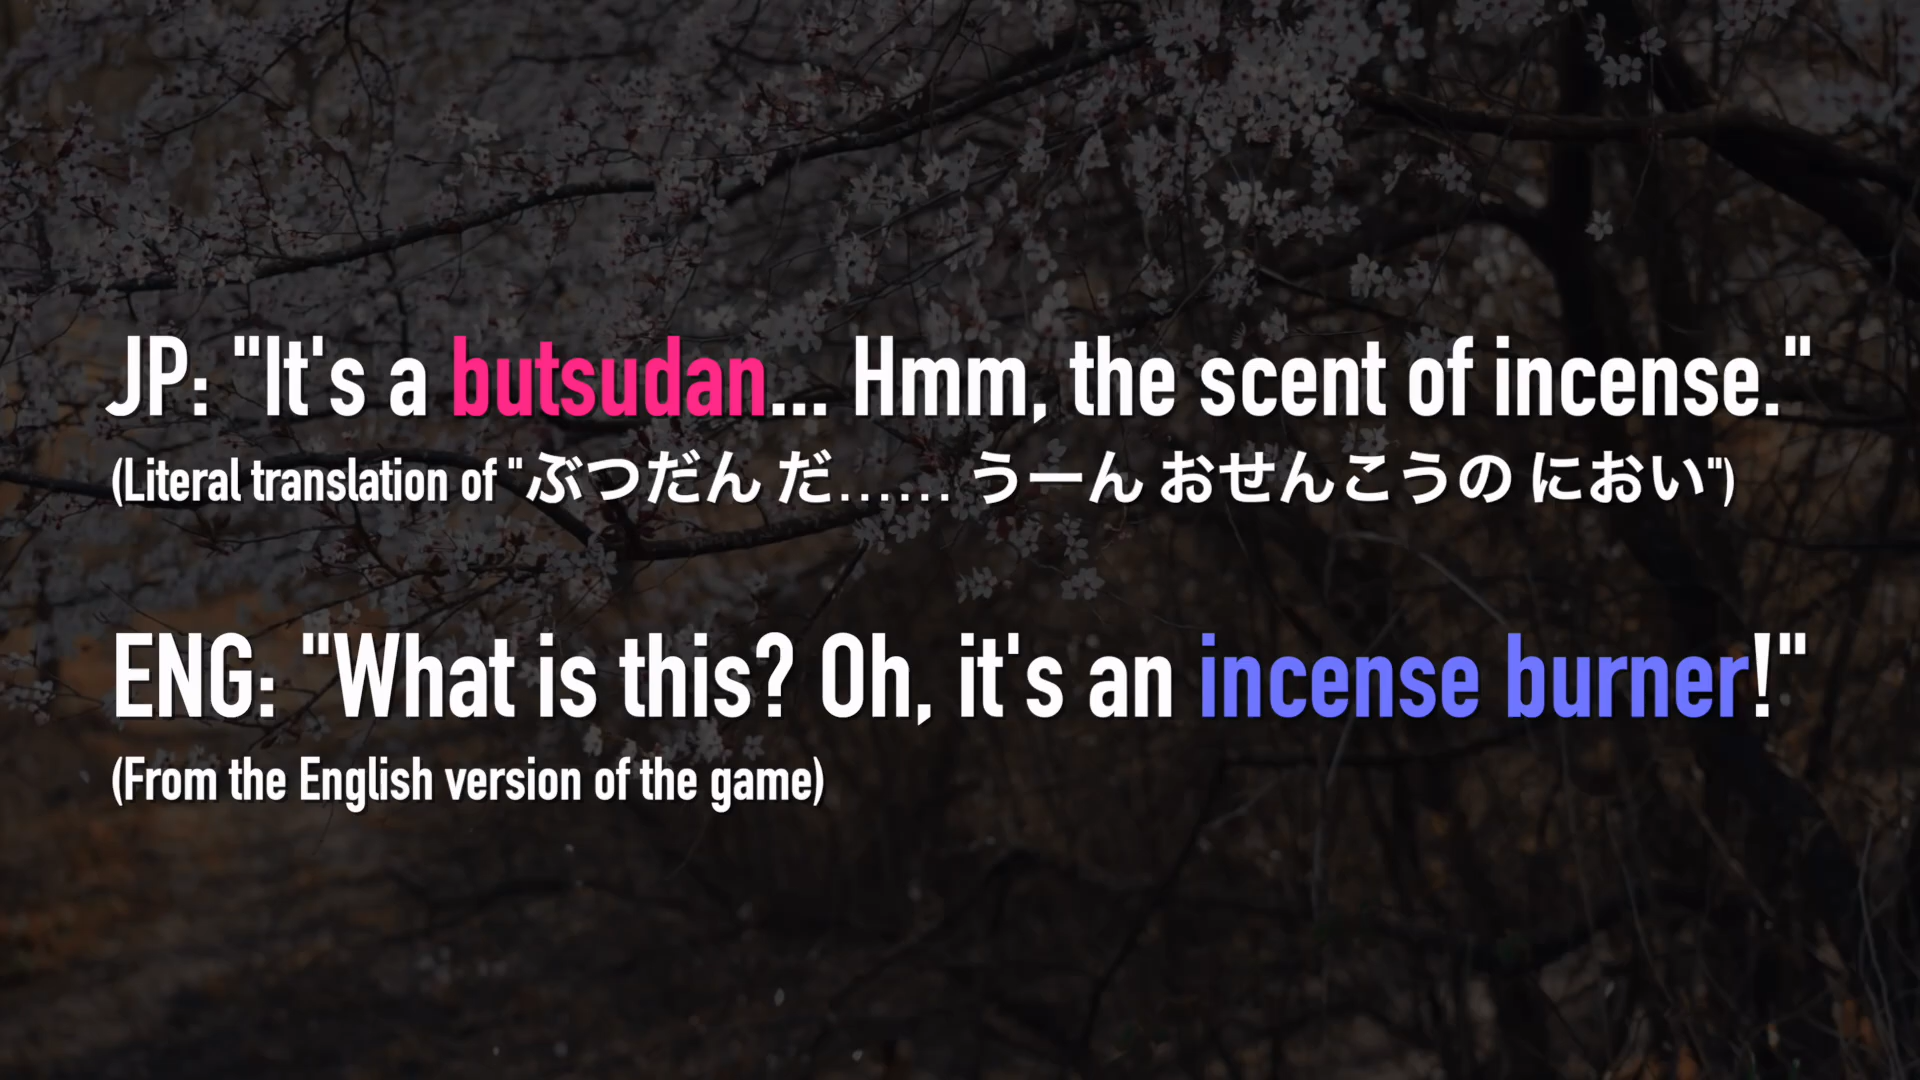 JP: "It's a butsudan... Hmm, the scent of incense."
(Literal translation of "ぶつだん だ…… うーん おせんこうの におい")
ENG: "What is this? Oh, it's an incense burner!"
(From the English version of the game)